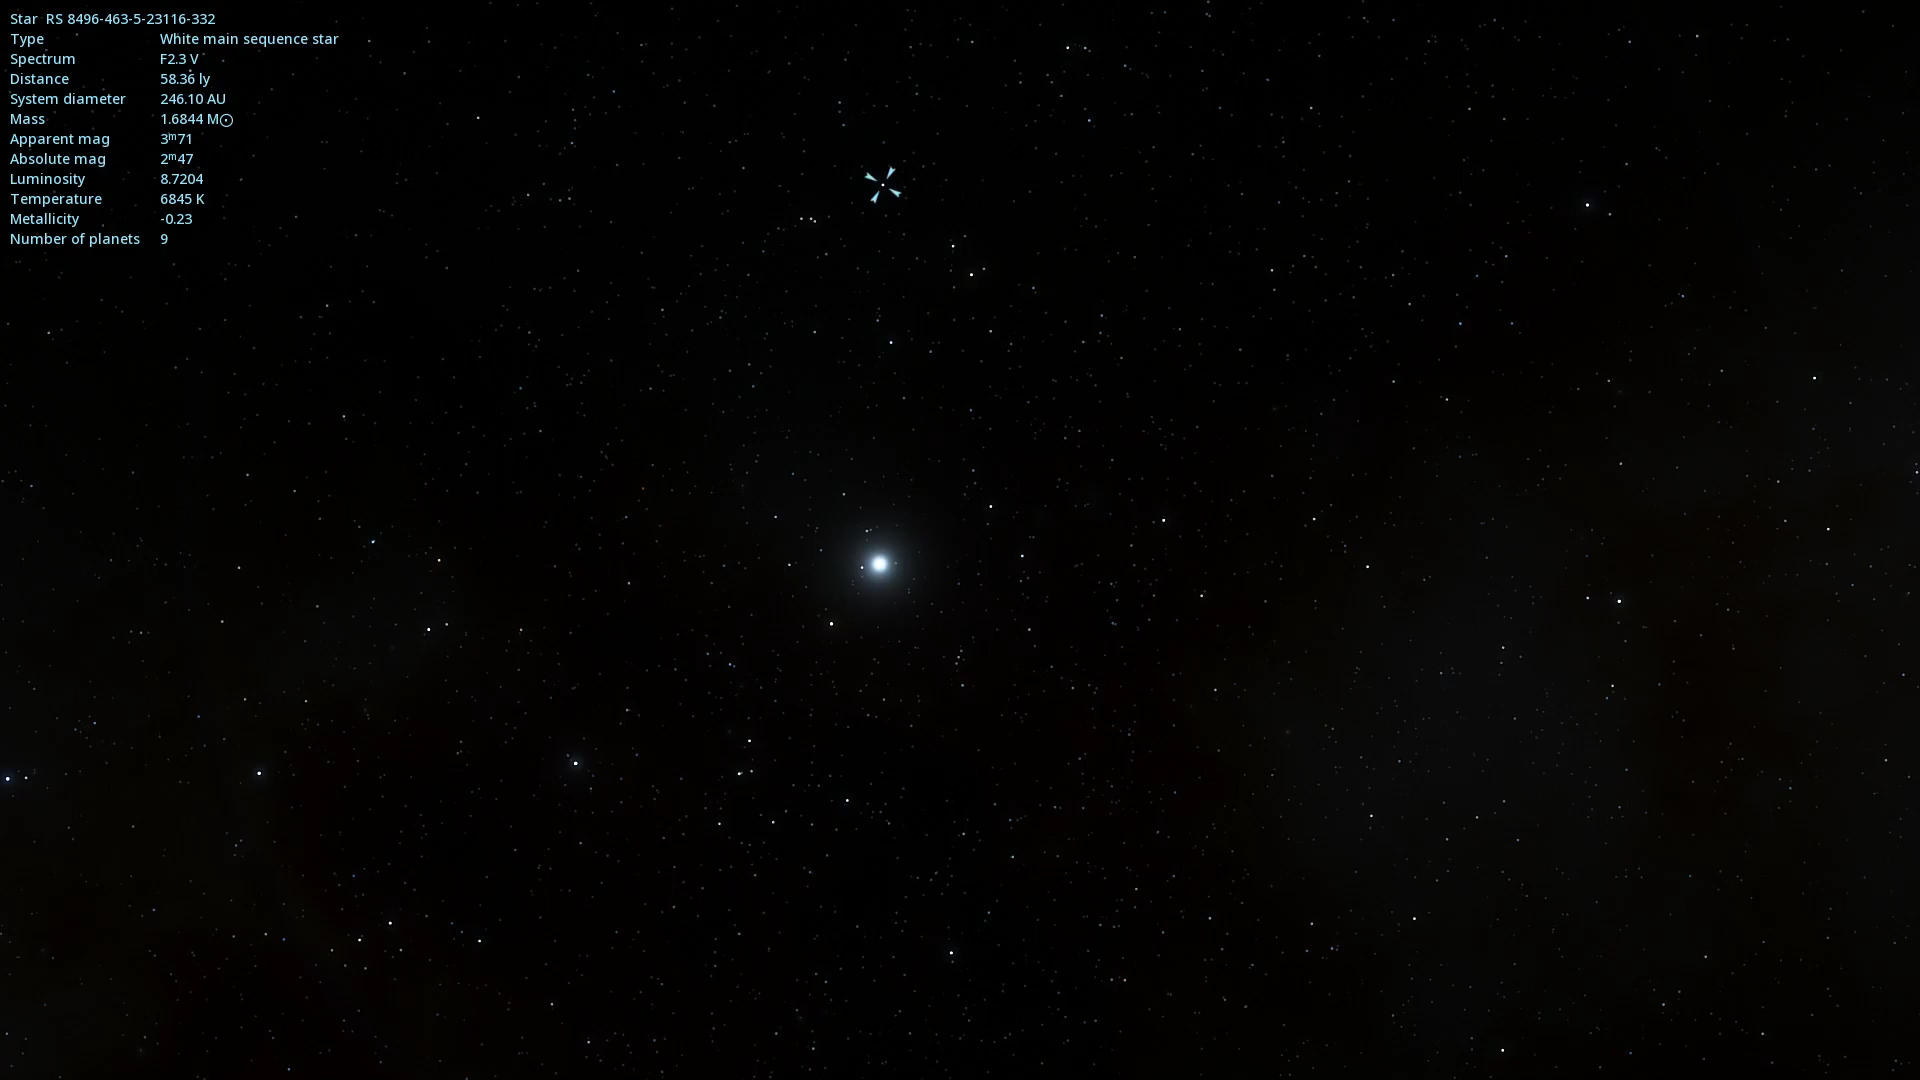 Star RS 8496-463-5-23116-332
Type White main sequence star
Spectrum F2.3 V
Distance 58.36 ly
System diameter 246.10 AU
Mass 1.6844 M☉
Apparent mag 3ᵐ71
Absolute mag 2ᵐ47
Luminosity 8.7204
Temperature 6845 K
Metallicity -0.23
Number of planets 9